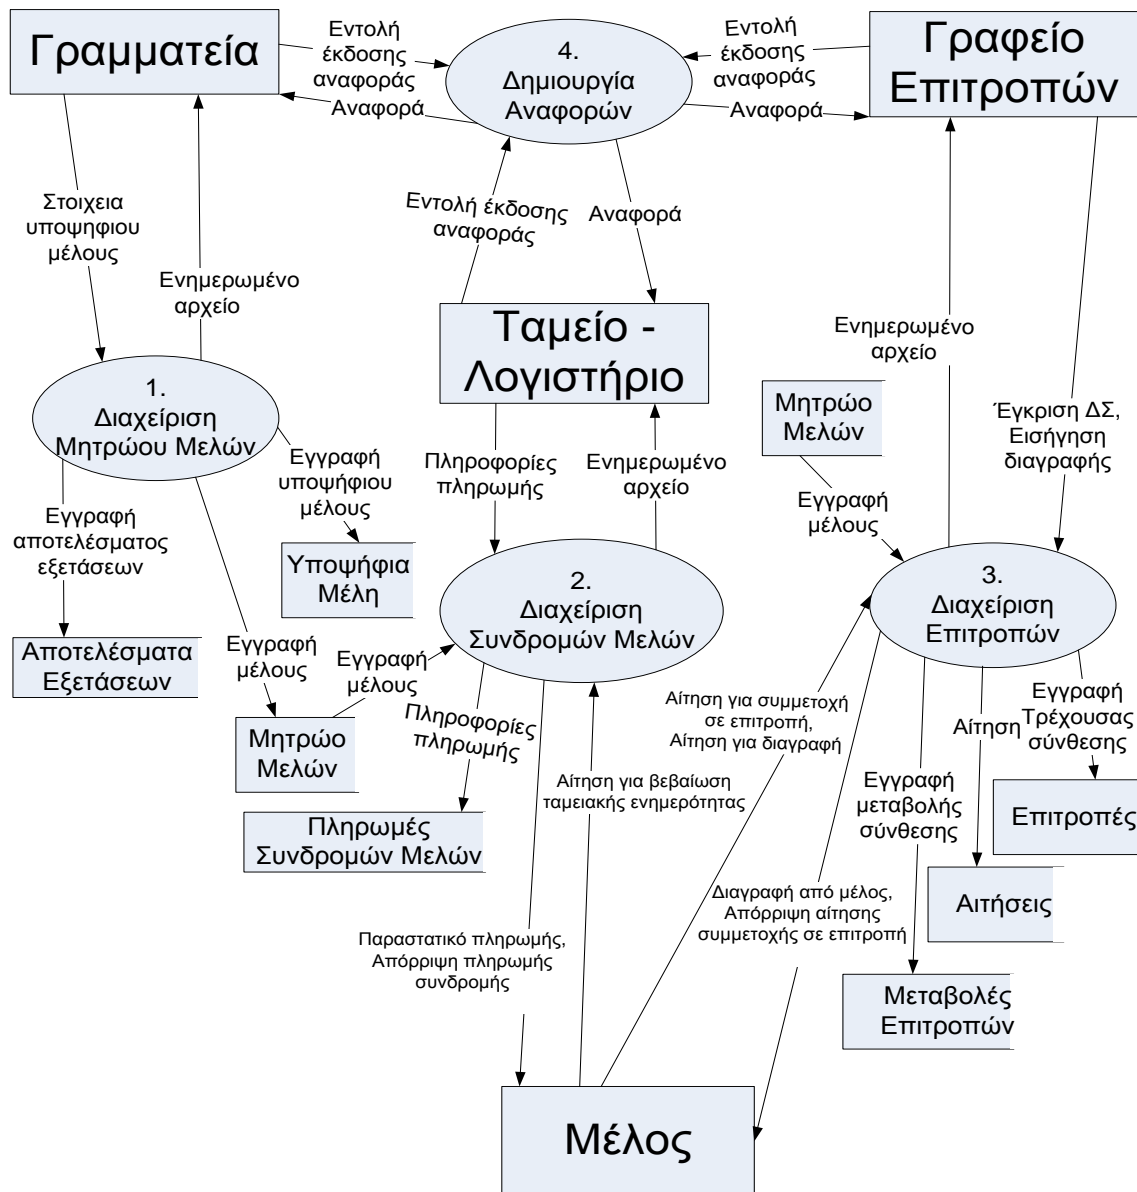 Γραμματεία
Εντολή
έκδοσης
αναφοράς
Αναφορά
4.
Δημιουργία
Αναφορών
Εντολή
έκδοσης
αναφοράς
Αναφορά
Γραφείο
Επιτροπών
Στοιχεια
υποψηφιου
μέλους
Ενημερωμένο
αρχείο
Εντολή έκδοσης
αναφοράς
Αναφορά
Ταμείο -
Λογιστήριο
Ενημερωμένο
αρχείο
1.
Διαχείριση
Μητρώου Μελών
Μητρώο
Μελών
Έγκριση ΔΣ,
Εισήγηση
διαγραφής
Εγγραφή
υποψήφιου
μέλους
Πληροφορίες
πληρωμής
Ενημερωμένο
αρχείο
Εγγραφή
μέλους
Εγγραφή
αποτελέσματος
εξετάσεων
Υποψήφια
Μέλη
2.
Διαχείριση
Συνδρομών Μελών
3.
Διαχείριση
Επιτροπών
Αποτελέσματα
Εξετάσεων
Εγγραφή
μέλους
Εγγραφή
μέλους
Πληροφορίες
πληρωμής
Αίτηση για συμμετοχή
σε επιτροπή,
Αίτηση για διαγραφή
Αίτηση
Εγγραφή
Τρέχουσας
σύνθεσης
Μητρώο
Μελών
Αίτηση για βεβαίωση
ταμειακής ενημερότητας
Εγγραφή
μεταβολής
σύνθεσης
Επιτροπές
Πληρωμές
Συνδρομών Μελών
Διαγραφή από μέλος,
Απόρριψη αίτησης
συμμετοχής σε επιτροπή
Αιτήσεις
Παραστατικό πληρωμής,
Απόρριψη πληρωμής
συνδρομής
Μεταβολές
Επιτροπών
Μέλος